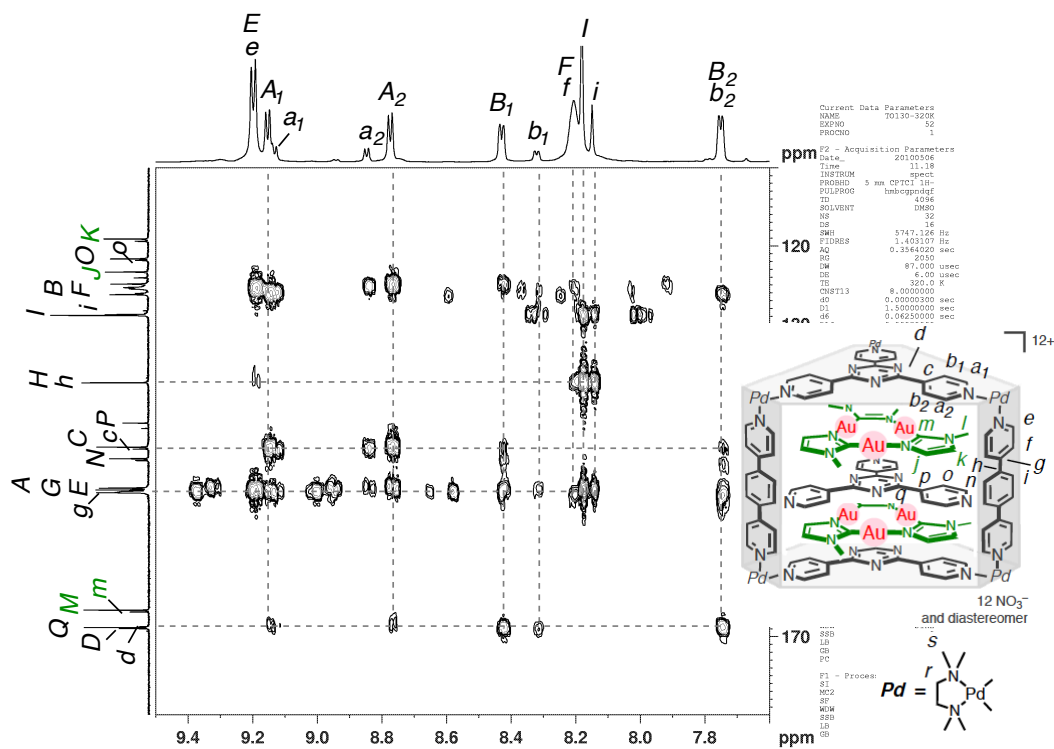 E
e
A1
a1
A2
a2
B1
b1
F
f
I
i
B2
b2
ppm
120
130
170
ppm
9.4
9.2
9.0
8.8
8.6
8.4
8.2
8.0
7.8
K
O
o
J
B
F
i
I
H
h
C
P
c
N
A
G
E
g
M
m
Q
D
d
Current Data Parameters
NAME TO130-320K
EXPNO 52
PROCNO 1
F2 - Acquisition Parameters
Date_ 20100506
Time 11.18
INSTRUM spect
PROBHD 5 mm CPTCI 1H-
PULPROG hmbcgpndqf
TD 4096
SOLVENT DMSO
NS 32
DS 16
SWH 5747.126 Hz
FIDRES 1.403107 Hz
AQ 0.3564020 sec
RG 2050
DW 87.000 usec
DE 6.00 usec
TE 320.0 K
CNST13 8.0000000
d0 0.00000300 sec
D1 1.50000000 sec
d6 0.06250000 sec
12+
Pd
d
c
b1 a1
b2 a2
N
Pd
Pd
Au
Au
Au
m
l
j
k
e
f
g
h
i
n
o
p
q
Au
Au
Au
Pd
Pd
12 NO3−
and diastereomer
SSB
LB
GB
PC
F1 - Proces
SI
MC2
SF
WDW
SSB
LB
GB
s
r
Pd =
N
Pd
N